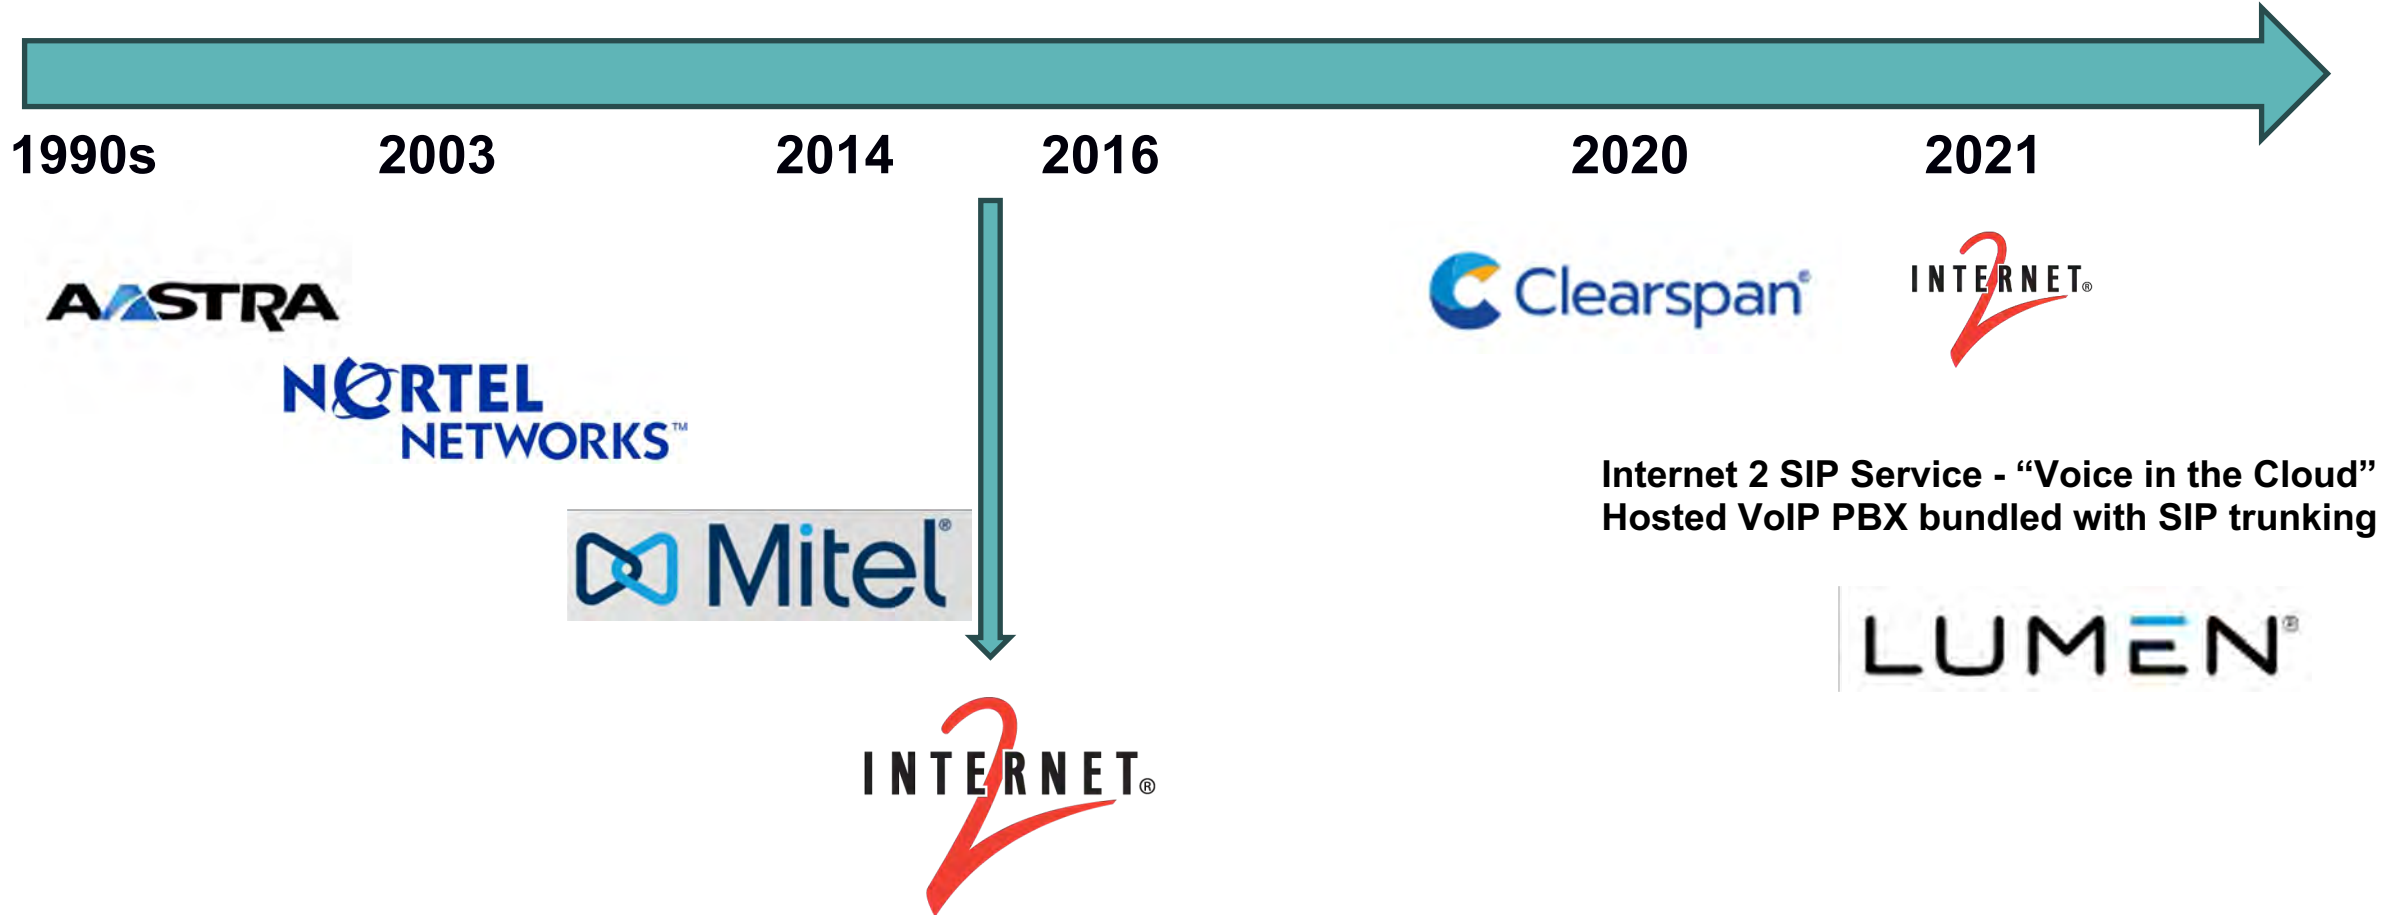 1990s 2003 2014 2016 2020 2021
AASTRA
NORTEL
NETWORKS™
Mitel®
INTERNET®
2
Clearspan®
INTERNET®
2
Internet 2 SIP Service - “Voice in the Cloud”
Hosted VoIP PBX bundled with SIP trunking
LUMEN®